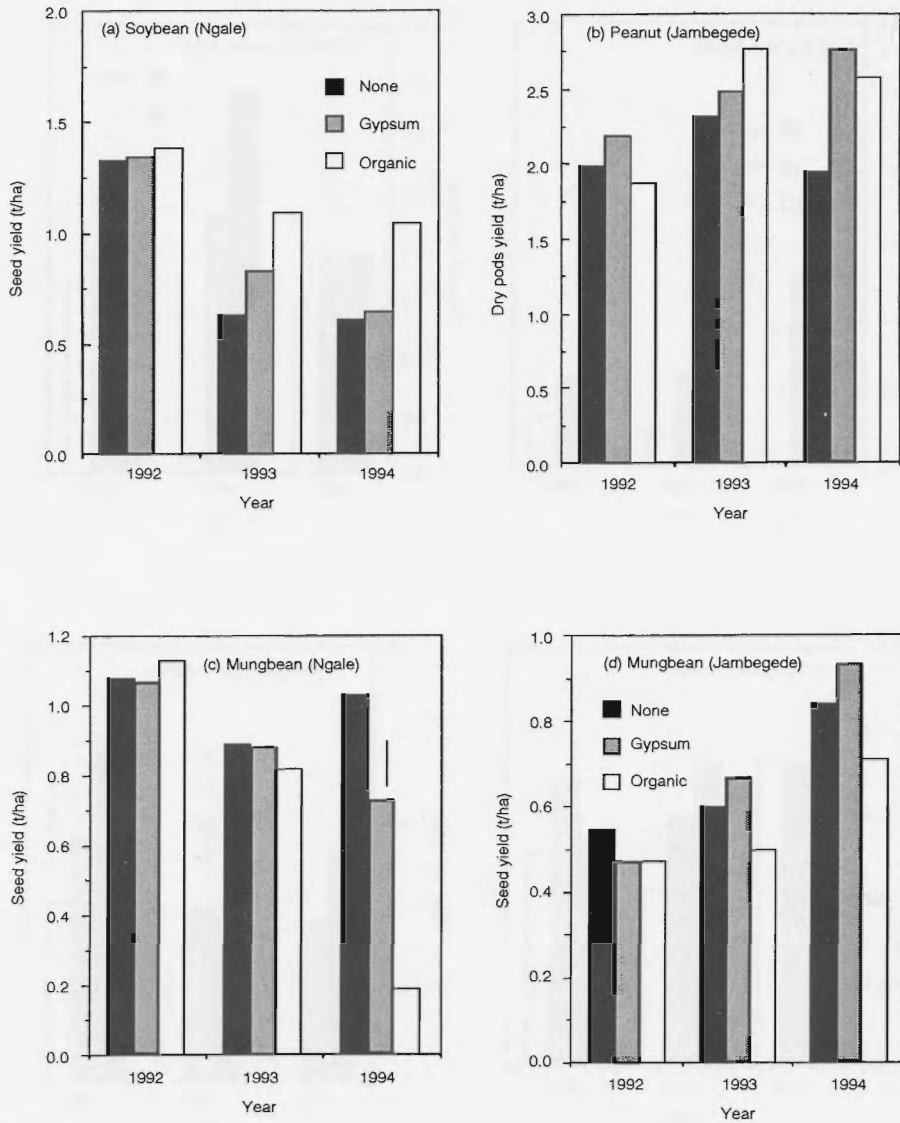 (a) Soybean (Ngale)
None
Gypsum
Organic
2.0
1.5
1.0
0.5
0.0
Seed yield (t/ha)
1992
1993
1994
Year
(b) Peanut (Jambegede)
3.0
2.5
2.0
1.5
1.0
0.5
0.0
Dry pods yield (t/ha)
1992
1993
1994
Year
(c) Mungbean (Ngale)
1.2
1.0
0.8
0.6
0.4
0.2
0.0
Seed yield (t/ha)
1992
1993
1994
Year
(d) Mungbean (Jambegede)
None
Gypsum
Organic
1.0
0.8
0.6
0.4
0.2
0.0
Seed yield (t/ha)
1992
1993
1994
Year